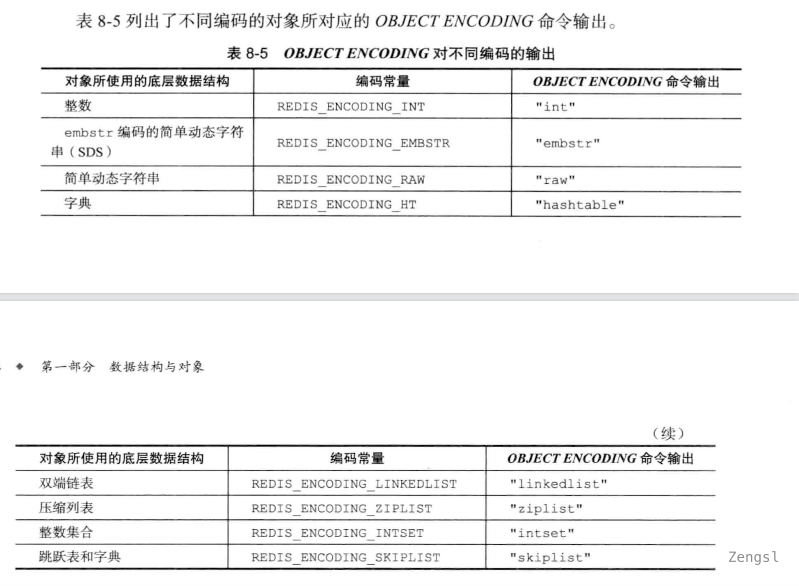 表 8-5 列出了不同编码的对象所对应的 OBJECT ENCODING 命令输出。
表 8-5 OBJECT ENCODING 对不同编码的输出
对象所使用的底层数据结构 编码常量 OBJECT ENCODING 命令输出
整数 REDIS_ENCODING_INT "int"
embstr 编码的简单动态字符
串（SDS） REDIS_ENCODING_EMBSTR "embstr"
简单动态字符串 REDIS_ENCODING_RAW "raw"
字典 REDIS_ENCODING_HT "hashtable"
◆ 第一部分 数据结构与对象
（续）
对象所使用的底层数据结构 编码常量 OBJECT ENCODING 命令输出
双端链表 REDIS_ENCODING_LINKEDLIST "linkedlist"
压缩列表 REDIS_ENCODING_ZIPLIST "ziplist"
整数集合 REDIS_ENCODING_INTSET "intset"
跳跃表和字典 REDIS_ENCODING_SKIPLIST "skiplist"
Zengsl